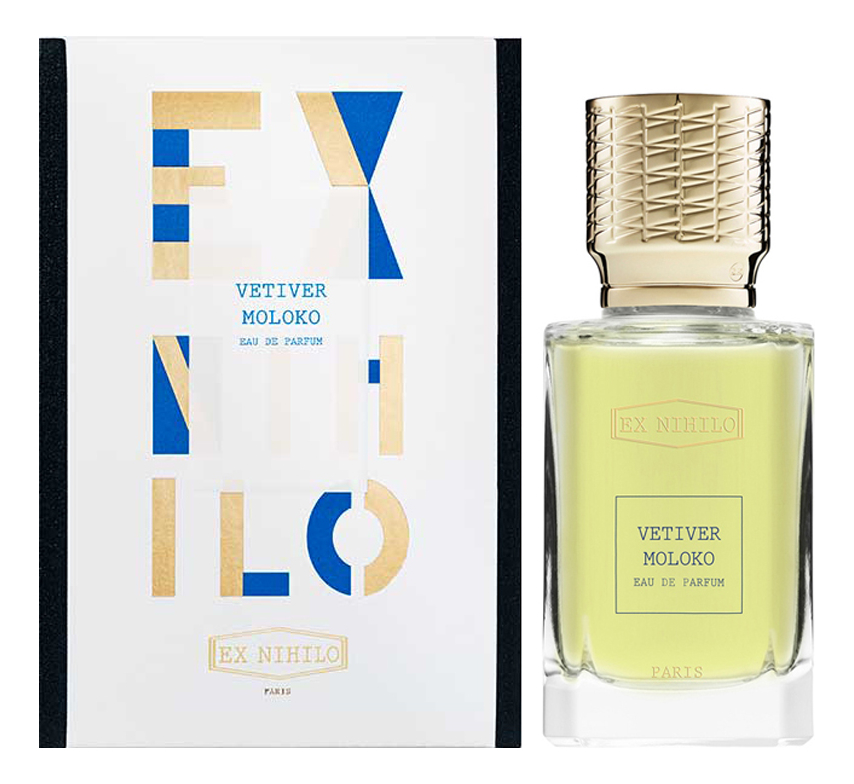 EX
NIHILO
VETIVER
MOLOKO
EAU DE PARFUM
EX NIHILO
PARIS
EX NIHILO
VETIVER
MOLOKO
EAU DE PARFUM
PARIS